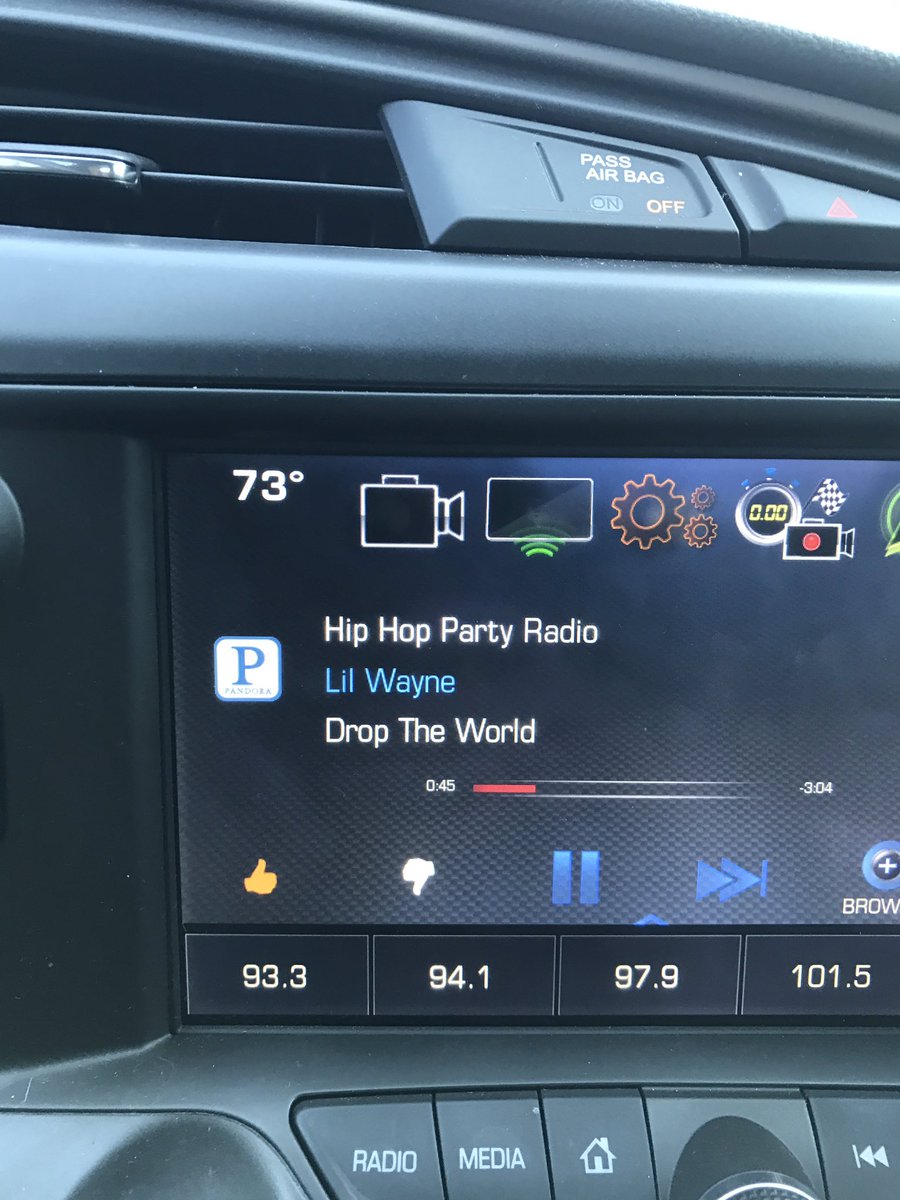 PASS
AIR BAG
ON OFF
73°
0.00
Hip Hop Party Radio
P
PANDORA
Lil Wayne
Drop The World
0:45 -3:04
BROW
93.3 94.1 97.9 101.5
RADIO MEDIA